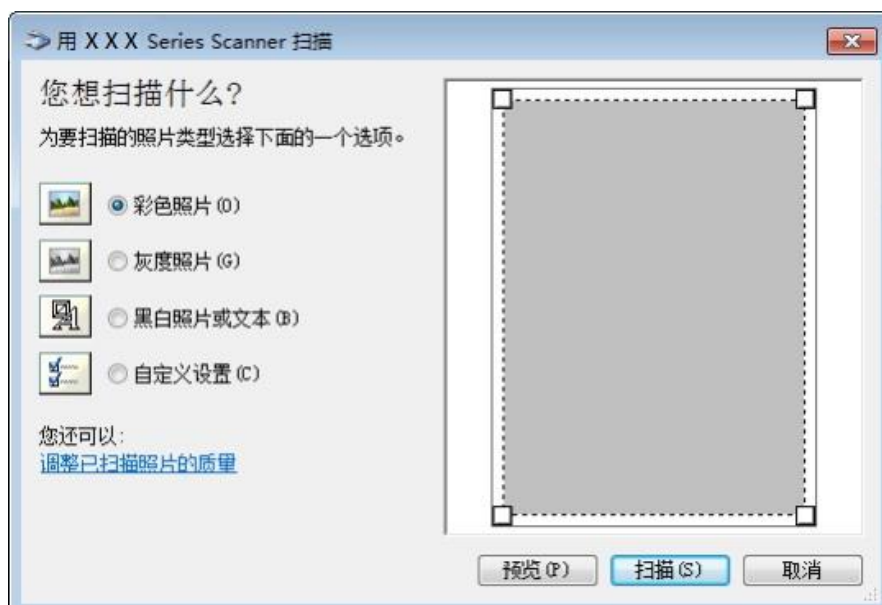 用 X X X Series Scanner 扫描
您想扫描什么?
为要扫描的照片类型选择下面的一个选项。
彩色照片(O)
灰度照片(G)
黑白照片或文本(B)
自定义设置(C)
您还可以:
调整已扫描照片的质量
预览(P)
扫描(S)
取消